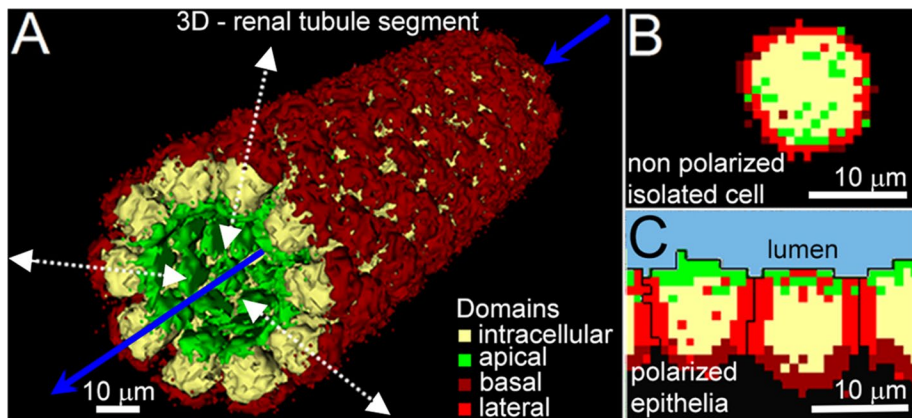 A
3D - renal tubule segment
10 µm
Domains
intracellular
apical
basal
lateral
B
non polarized
isolated cell
10 µm
C
lumen
polarized
epithelia
10 µm